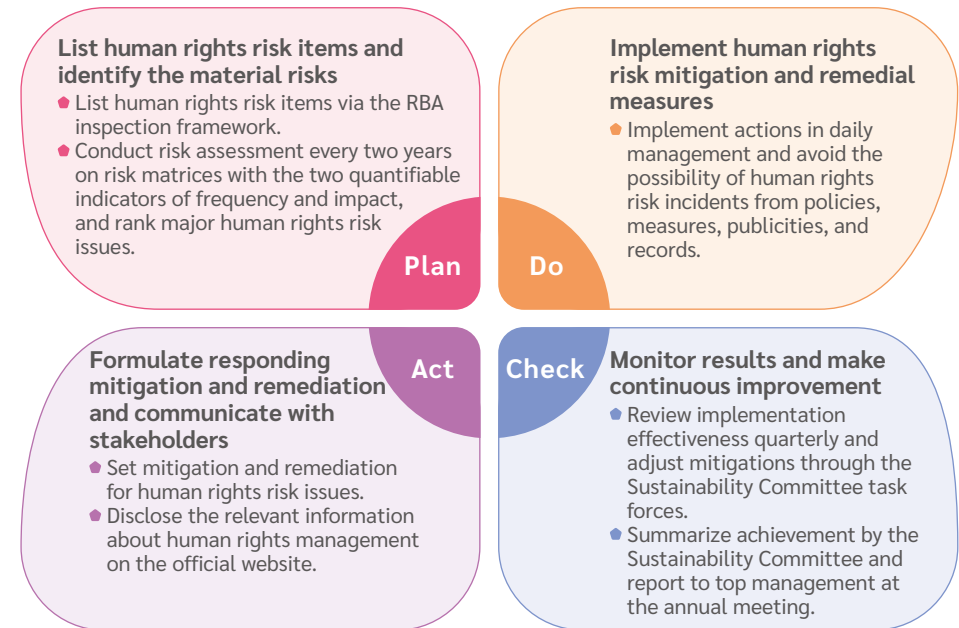 List human rights risk items and
identify the material risks
List human rights risk items via the RBA
inspection framework.
Conduct risk assessment every two years
on risk matrices with the two quantifiable
indicators of frequency and impact,
and rank major human rights risk
issues.
Plan
Implement human rights
risk mitigation and remedial
measures
Implement actions in daily
management and avoid the
possibility of human rights
risk incidents from policies,
measures, publicities, and
records.
Do
Formulate responding
mitigation and remediation
and communicate with
stakeholders
Set mitigation and remediation
for human rights risk issues.
Disclose the relevant information
about human rights management
on the official website.
Act
Check
Monitor results and make
continuous improvement
Review implementation
effectiveness quarterly and
adjust mitigations through the
Sustainability Committee task
forces.
Summarize achievement by the
Sustainability Committee and
report to top management at
the annual meeting.